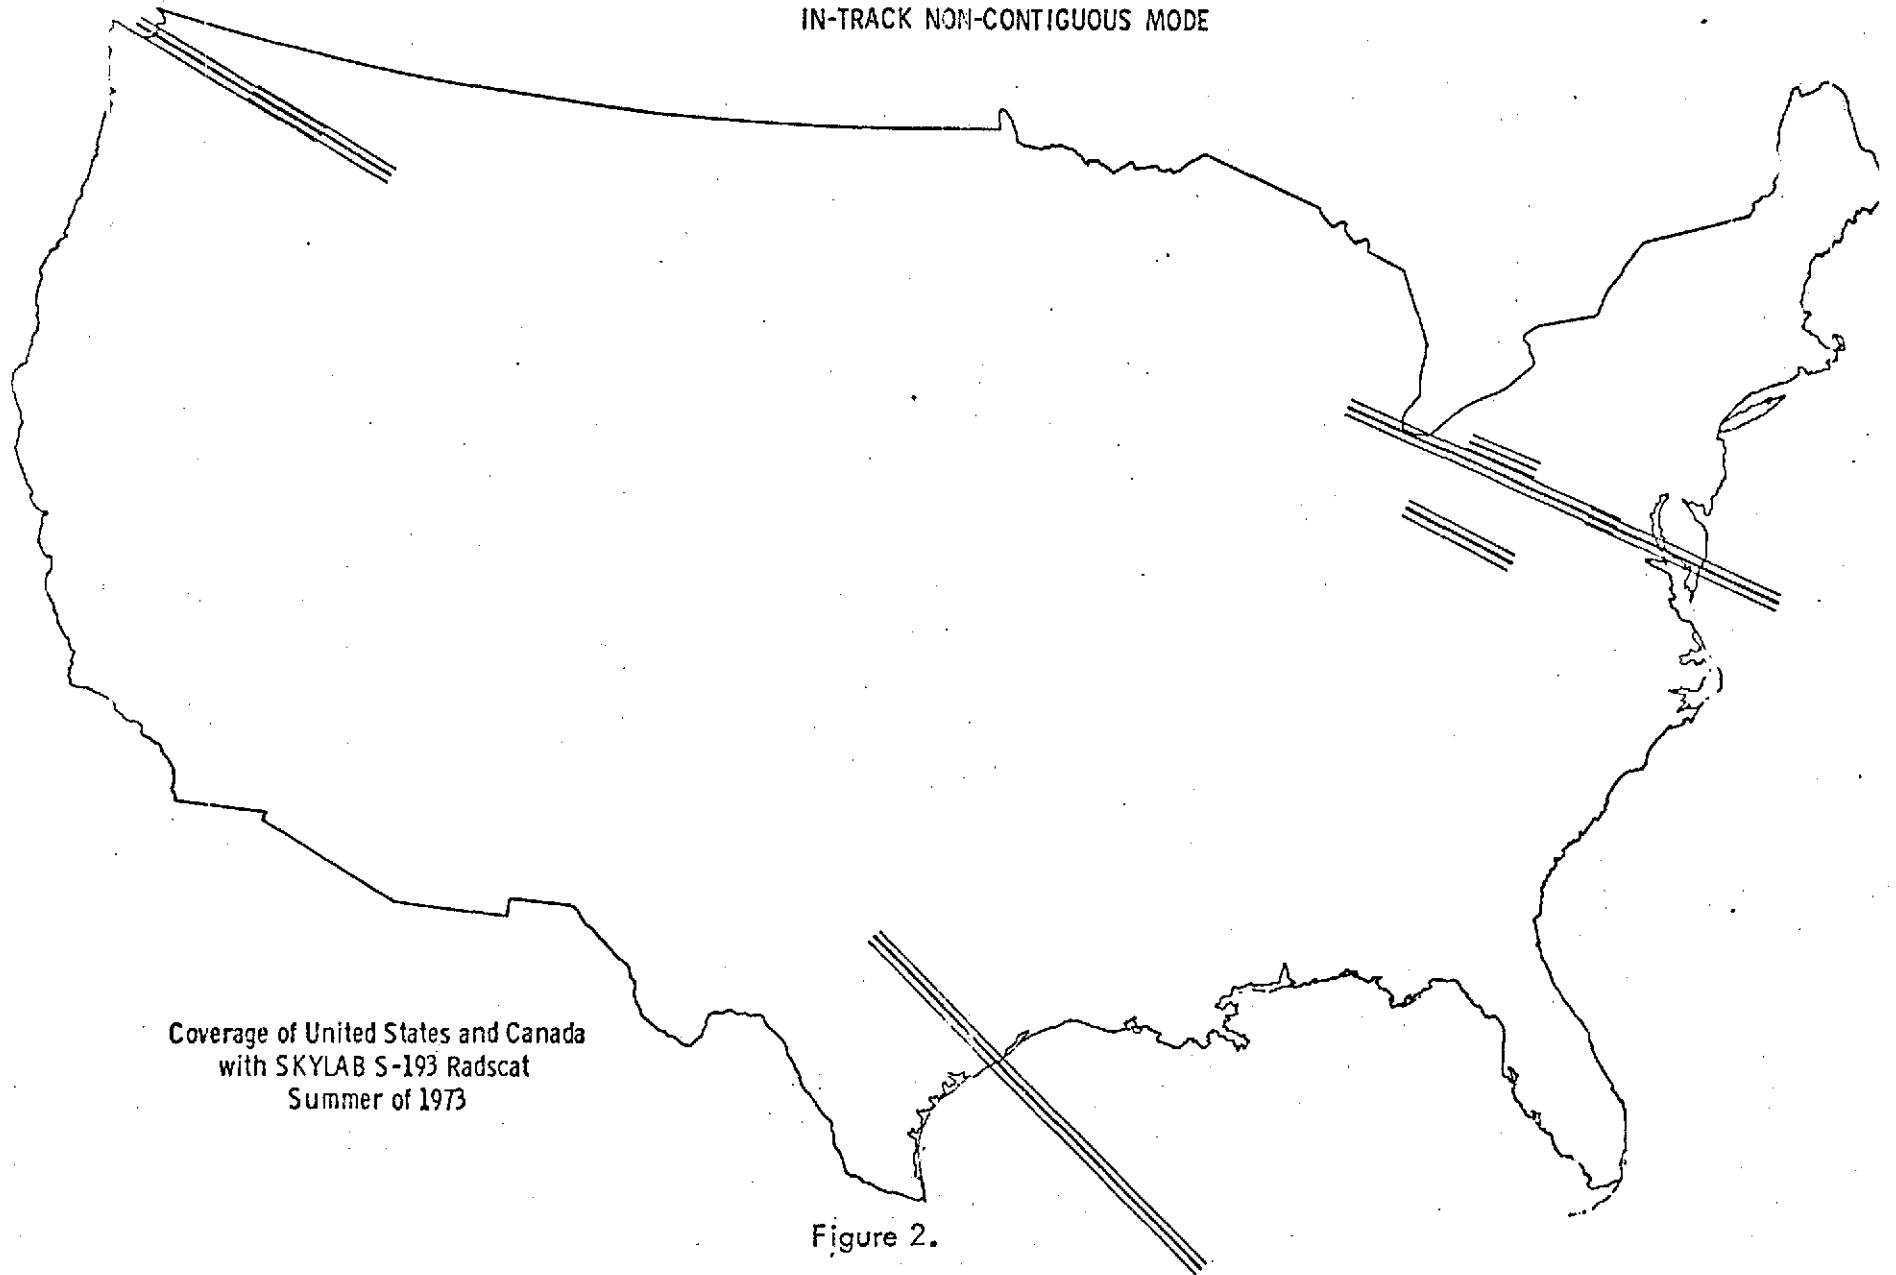 IN-TRACK NON-CONTIGUOUS MODE
Coverage of United States and Canada
with SKYLAB S-193 Radscat
Summer of 1973
Figure 2.